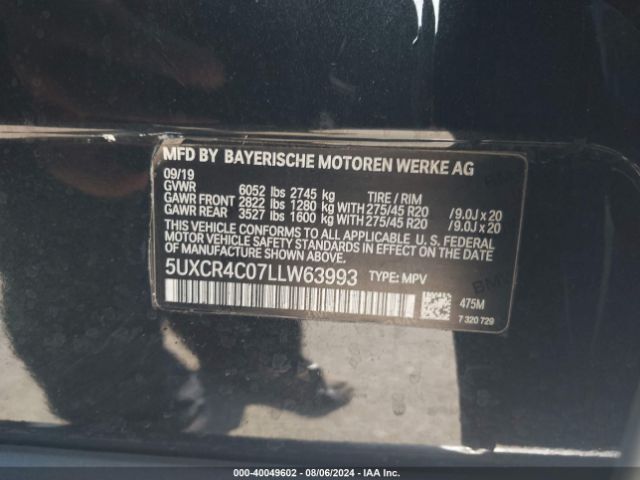 MFD BY BAYERISCHE MOTOREN WERKE AG
09/19
GVWR 6052 lbs 2745 kg TIRE / RIM
GAWR FRONT 2822 lbs 1280 kg WITH 275/45 R20 / 9.0J x 20
GAWR REAR 3527 lbs 1600 kg WITH 275/45 R20 / 9.0J x 20
THIS VEHICLE CONFORMS TO ALL APPLICABLE U. S. FEDERAL
MOTOR VEHICLE SAFETY STANDARDS IN EFFECT ON THE DATE
OF MANUFACTURE SHOWN ABOVE.
5UXCR4C07LLW63993 TYPE: MPV
475M
7 320 729
000-40049602 - 08/06/2024 - IAAI.com